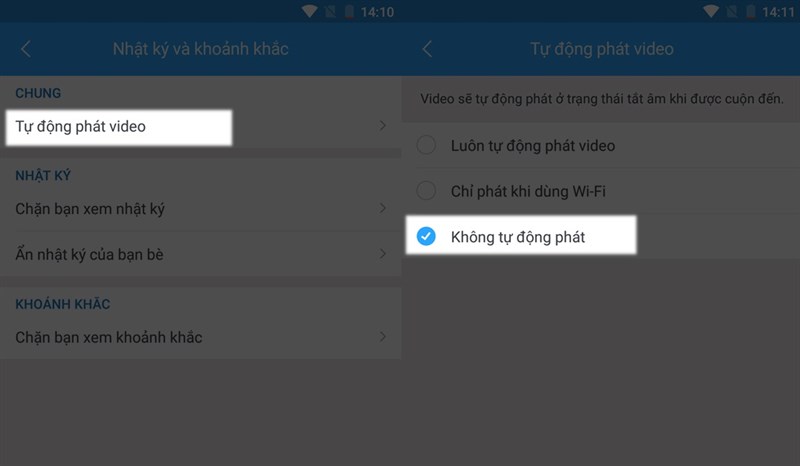 14:10
Nhật ký và khoảnh khắc
CHUNG
Tự động phát video
NHẬT KÝ
Chặn bạn xem nhật ký
Ẩn nhật ký của bạn bè
KHOẢNH KHẮC
Chặn bạn xem khoảnh khắc
14:11
Tự động phát video
Video sẽ tự động phát ở trạng thái tắt âm khi được cuộn đến.
Luôn tự động phát video
Chỉ phát khi dùng Wi-Fi
Không tự động phát